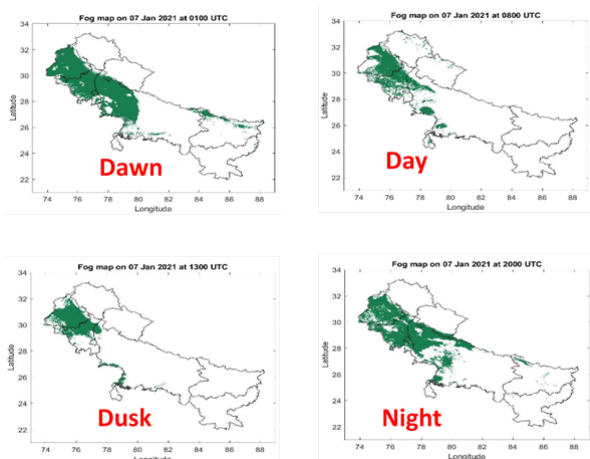 Fog map on 07 Jan 2021 at 0100 UTC
34
32
30
28
26
24
22
Latitude
Dawn
74 76 78 80 82 84 86 88
Longitude
Fog map on 07 Jan 2021 at 0800 UTC
34
32
30
28
26
24
22
Latitude
Day
74 76 78 80 82 84 86 88
Longitude
Fog map on 07 Jan 2021 at 1300 UTC
34
32
30
28
26
24
22
Latitude
Dusk
74 76 78 80 82 84 86 88
Longitude
Fog map on 07 Jan 2021 at 2000 UTC
34
32
30
28
26
24
22
Latitude
Night
74 76 78 80 82 84 86 88
Longitude